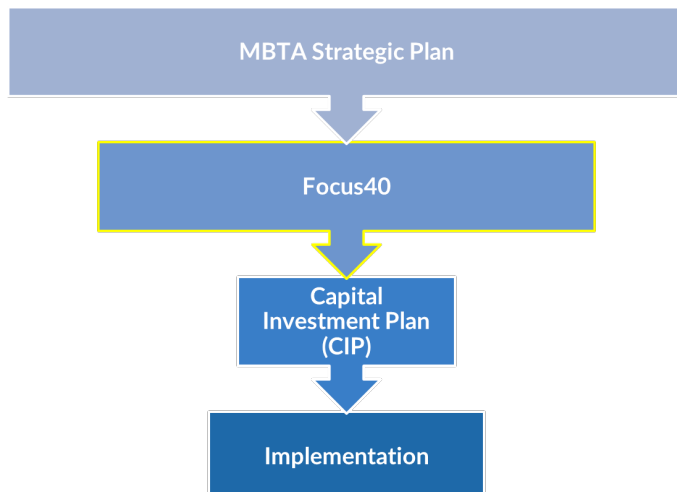 MBTA Strategic Plan
Focus40
Capital
Investment Plan
(CIP)
Implementation